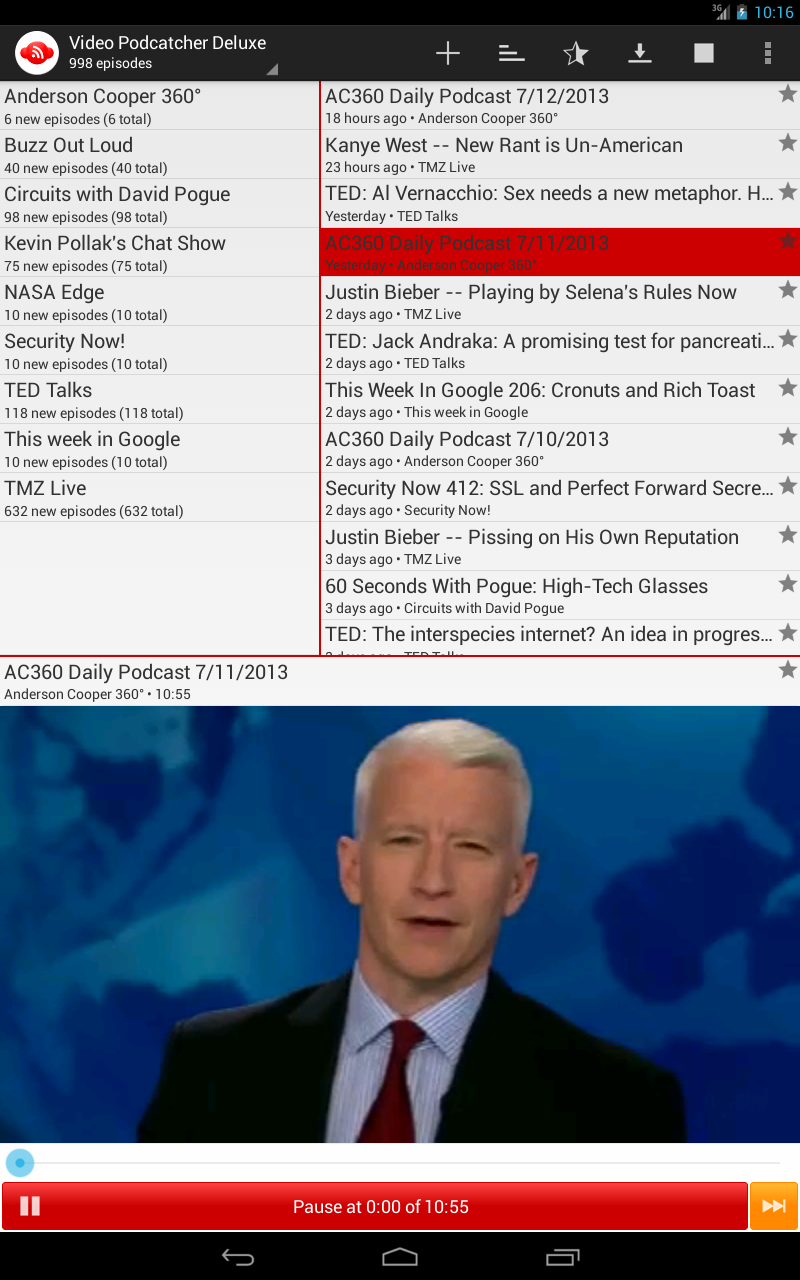 3G
10:16
Video Podcatcher Deluxe
998 episodes
Anderson Cooper 360°
6 new episodes (6 total)
Buzz Out Loud
40 new episodes (40 total)
Circuits with David Pogue
98 new episodes (98 total)
Kevin Pollak's Chat Show
75 new episodes (75 total)
NASA Edge
10 new episodes (10 total)
Security Now!
10 new episodes (10 total)
TED Talks
118 new episodes (118 total)
This week in Google
10 new episodes (10 total)
TMZ Live
632 new episodes (632 total)
AC360 Daily Podcast 7/12/2013
18 hours ago • Anderson Cooper 360°
Kanye West -- New Rant is Un-American
23 hours ago • TMZ Live
TED: Al Vernacchio: Sex needs a new metaphor. H...
Yesterday • TED Talks
AC360 Daily Podcast 7/11/2013
Yesterday • Anderson Cooper 360°
Justin Bieber -- Playing by Selena's Rules Now
2 days ago • TMZ Live
TED: Jack Andraka: A promising test for pancreati...
2 days ago • TED Talks
This Week In Google 206: Cronuts and Rich Toast
2 days ago • This week in Google
AC360 Daily Podcast 7/10/2013
2 days ago • Anderson Cooper 360°
Security Now 412: SSL and Perfect Forward Secre...
2 days ago • Security Now!
Justin Bieber -- Pissing on His Own Reputation
3 days ago • TMZ Live
60 Seconds With Pogue: High-Tech Glasses
3 days ago • Circuits with David Pogue
TED: The interspecies internet? An idea in progres...
3 days ago • TED Talks
AC360 Daily Podcast 7/11/2013
Anderson Cooper 360° • 10:55
Pause at 0:00 of 10:55